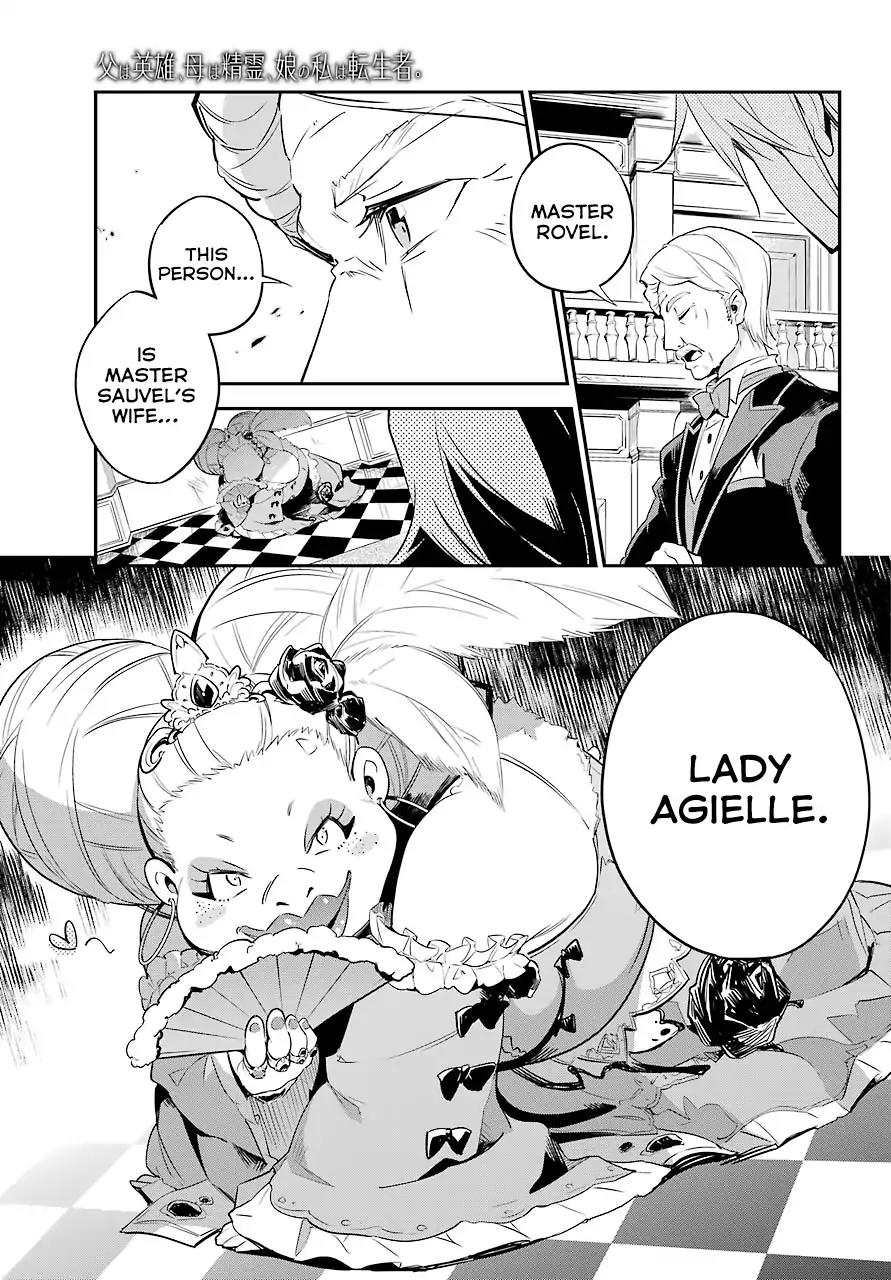 父は英雄、母は精霊、娘の私は転生者。
MASTER
ROVEL.
THIS
PERSON...
IS
MASTER
SAUVEL'S
WIFE...
LADY
AGIELLE.